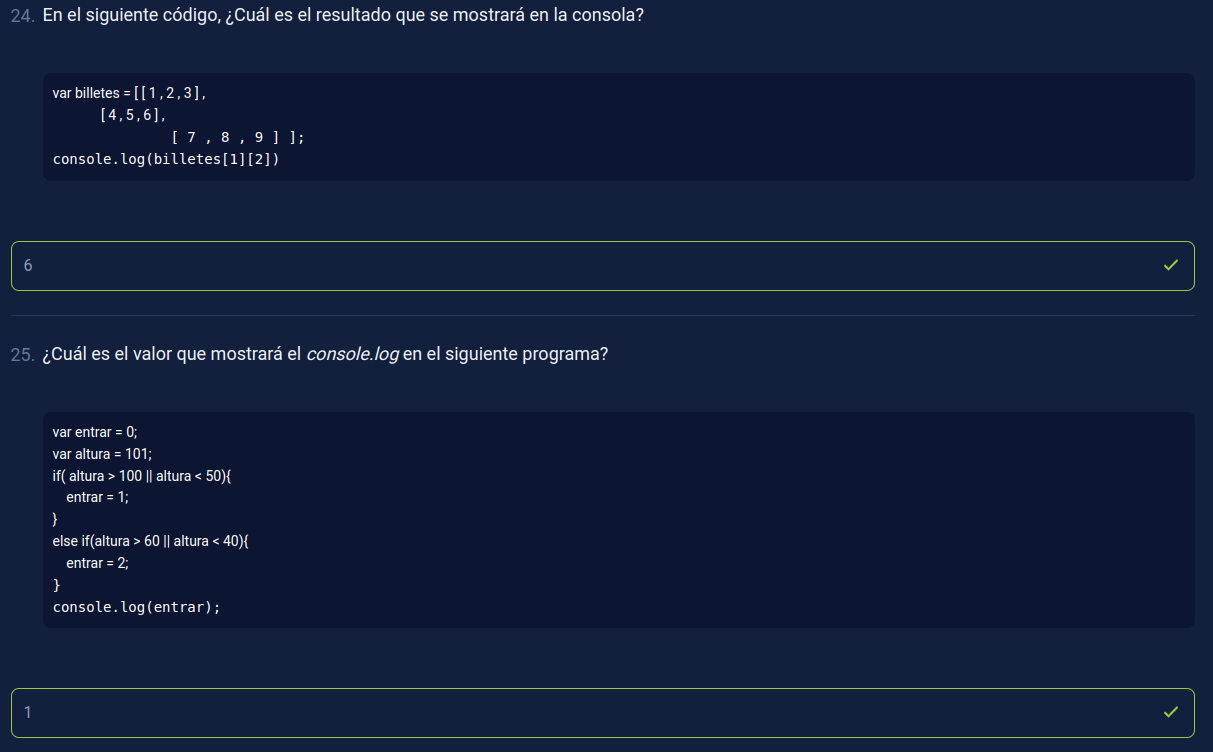 24. En el siguiente código, ¿Cuál es el resultado que se mostrará en la consola?
var billetes = [ [ 1 , 2 , 3 ] ,
[ 4 , 5 , 6 ] ,
[ 7 , 8 , 9 ] ];
console.log(billetes[1][2])
6
25. ¿Cuál es el valor que mostrará el console.log en el siguiente programa?
var entrar = 0;
var altura = 101;
if( altura > 100 || altura < 50){
entrar = 1;
}
else if(altura > 60 || altura < 40){
entrar = 2;
}
console.log(entrar);
1